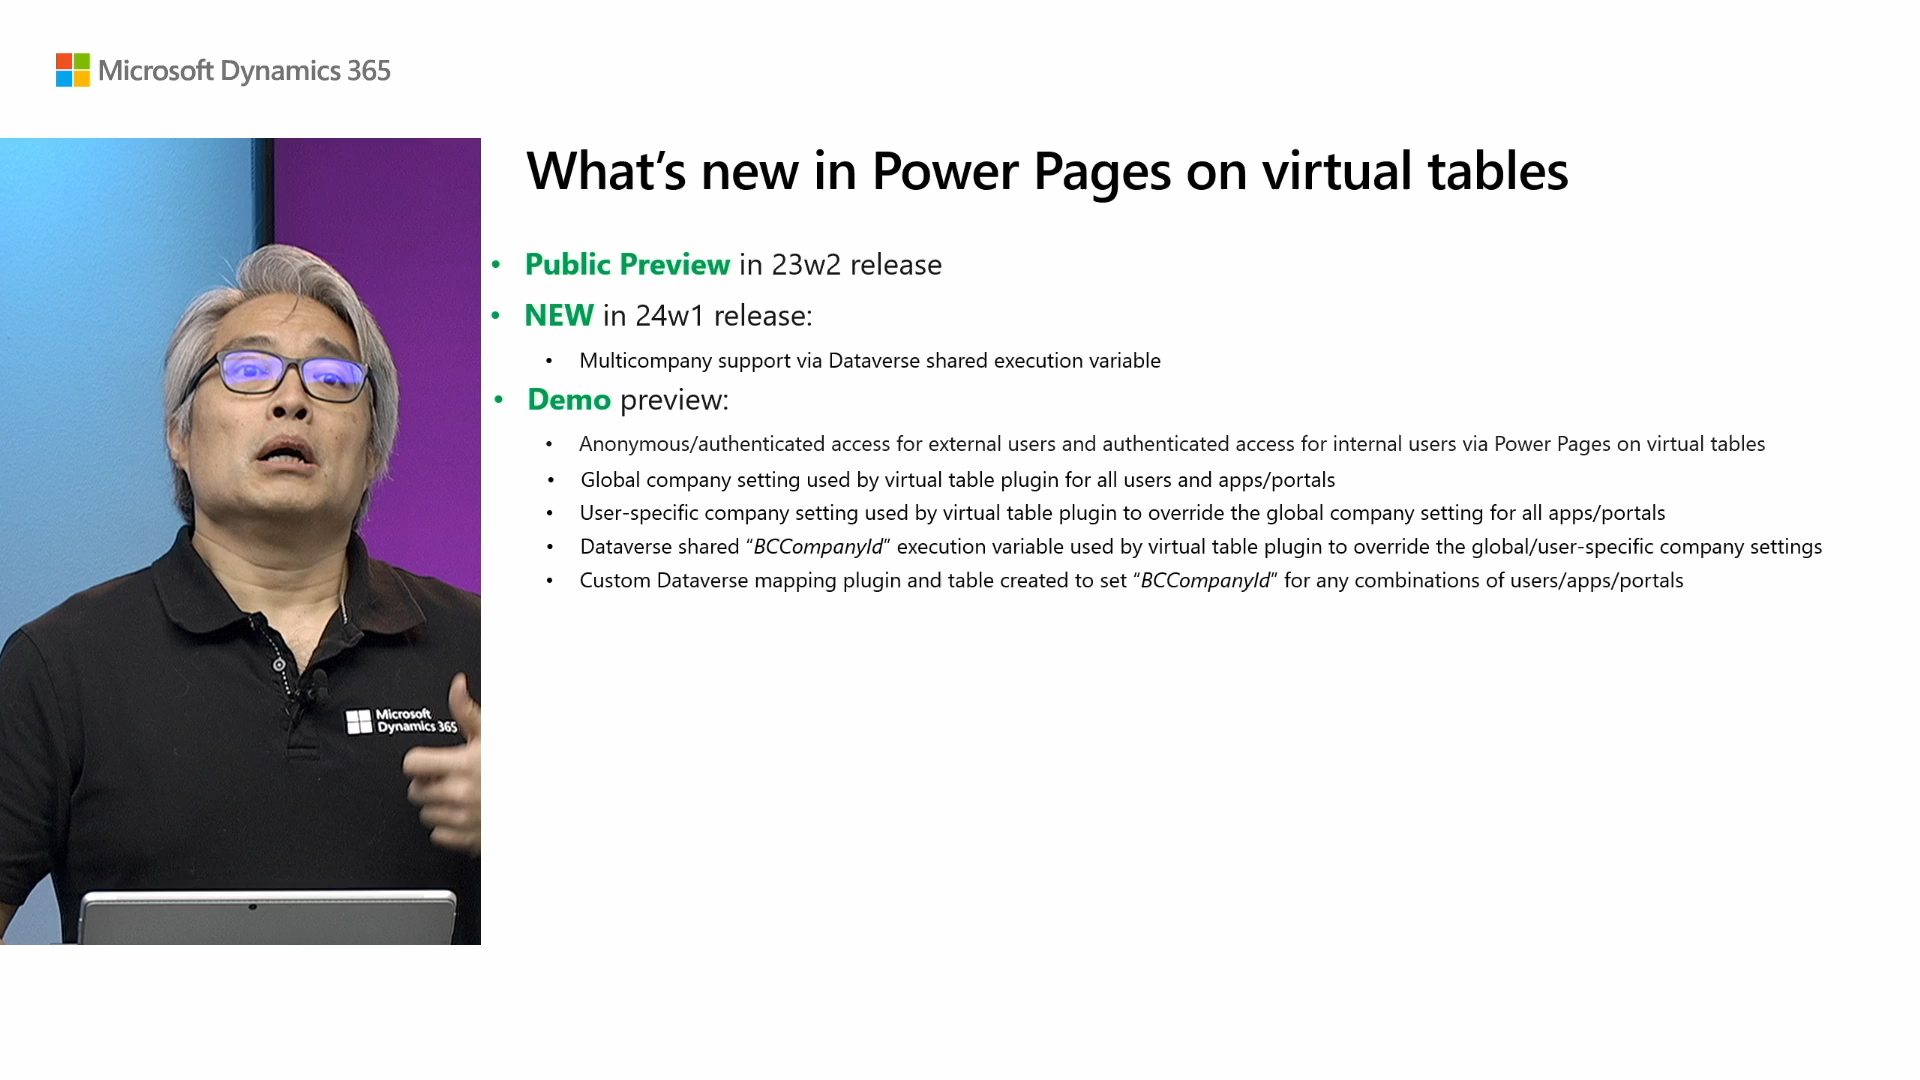 Microsoft Dynamics 365
What’s new in Power Pages on virtual tables
• Public Preview in 23w2 release
• NEW in 24w1 release:
• Multicompany support via Dataverse shared execution variable
• Demo preview:
• Anonymous/authenticated access for external users and authenticated access for internal users via Power Pages on virtual tables
• Global company setting used by virtual table plugin for all users and apps/portals
• User-specific company setting used by virtual table plugin to override the global company setting for all apps/portals
• Dataverse shared “BCCompanyId” execution variable used by virtual table plugin to override the global/user-specific company settings
• Custom Dataverse mapping plugin and table created to set “BCCompanyId” for any combinations of users/apps/portals
Microsoft
Dynamics 365